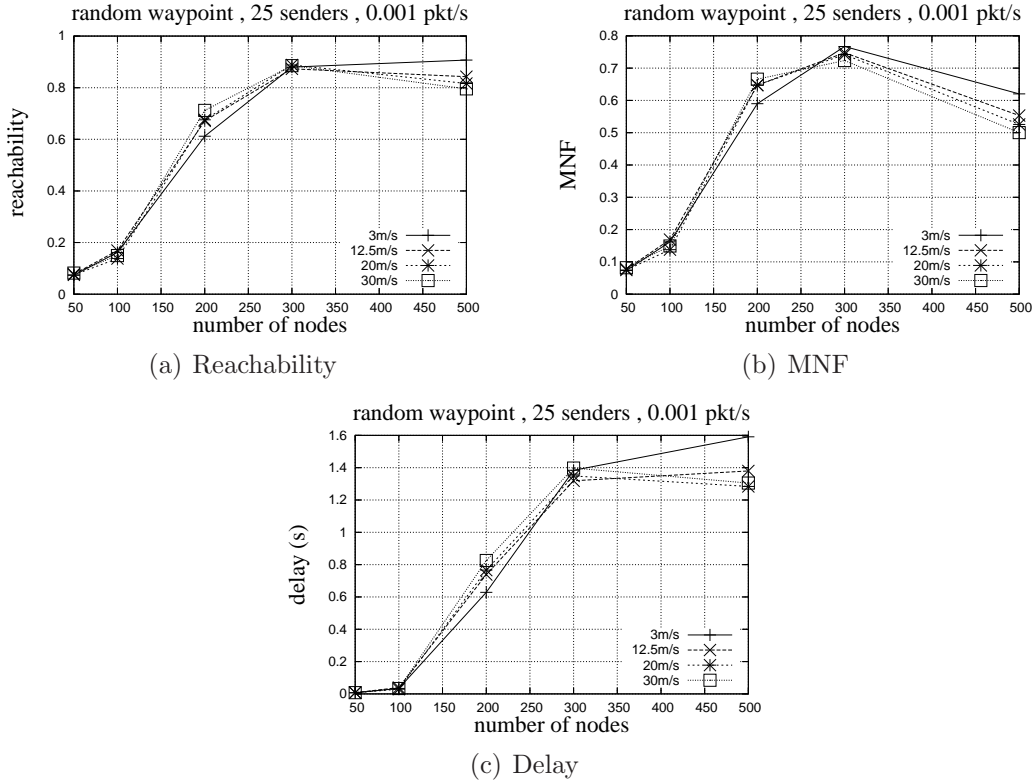 random waypoint , 25 senders , 0.001 pkt/s
1
0.8
0.6
0.4
0.2
0
reachability
3m/s
12.5m/s
20m/s
30m/s
50 100 150 200 250 300 350 400 450 500
number of nodes
(a) Reachability
random waypoint , 25 senders , 0.001 pkt/s
0.8
0.7
0.6
0.5
0.4
0.3
0.2
0.1
0
MNF
3m/s
12.5m/s
20m/s
30m/s
50 100 150 200 250 300 350 400 450 500
number of nodes
(b) MNF
random waypoint , 25 senders , 0.001 pkt/s
1.6
1.4
1.2
1
0.8
0.6
0.4
0.2
0
delay (s)
3m/s
12.5m/s
20m/s
30m/s
50 100 150 200 250 300 350 400 450 500
number of nodes
(c) Delay